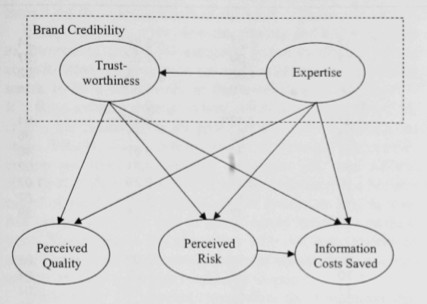 Brand Credibility
Trust-
worthiness
Expertise
Perceived
Quality
Perceived
Risk
Information
Costs Saved